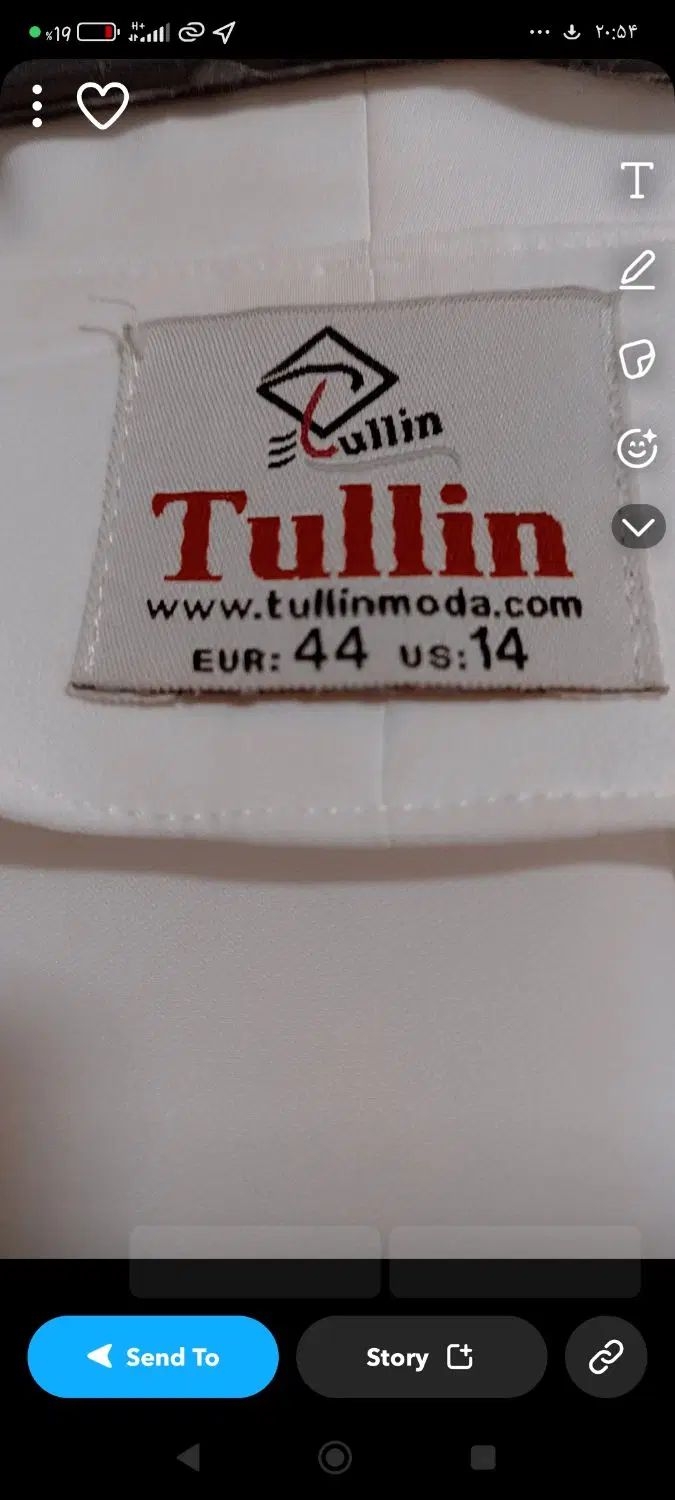 %19 H+ ... ۲۰:۵۴
T
Tullin
Tullin
www.tullinmoda.com
EUR: 44 US: 14
Send To
Story